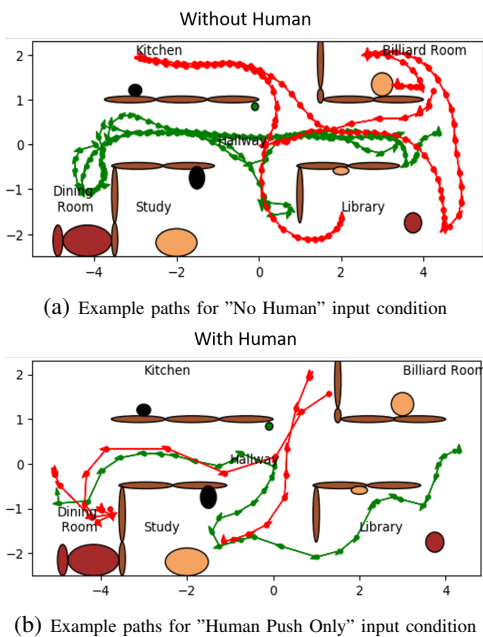 Without Human
Kitchen
Billiard Room
2
1
Hallway
0
−1
Dining
Room
Study
Library
−2
−4
−2
0
2
4
(a) Example paths for "No Human" input condition
With Human
Kitchen
Billiard Room
2
1
Hallway
0
−1
Dining
Room
Study
Library
−2
−4
−2
0
2
4
(b) Example paths for "Human Push Only" input condition